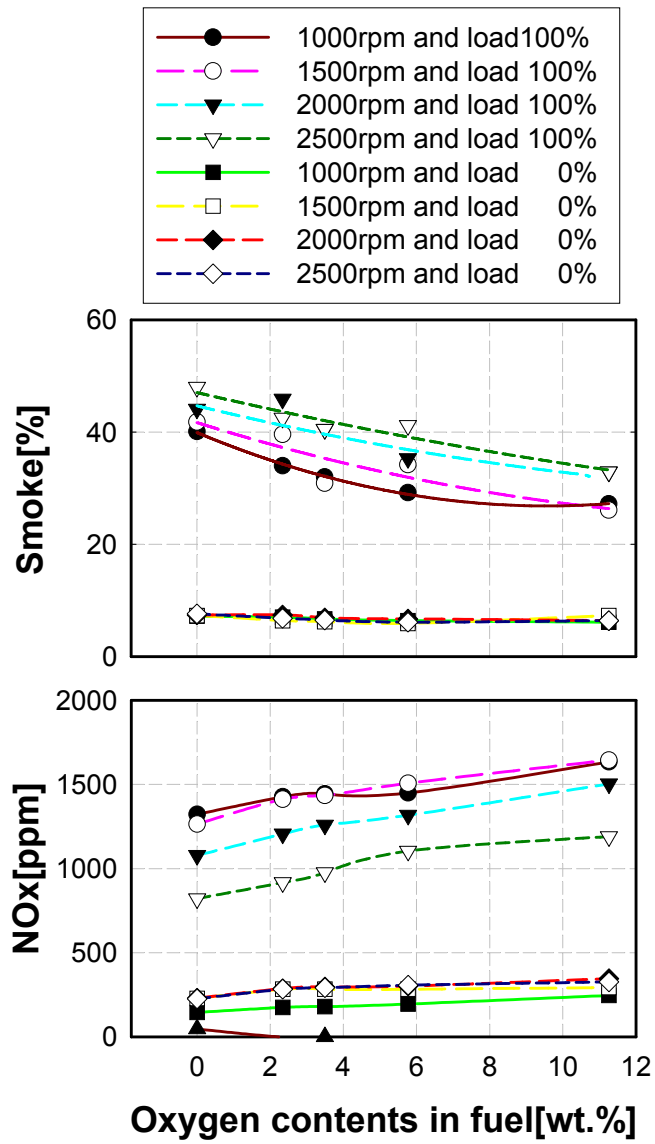 1000rpm and load100%
1500rpm and load 100%
2000rpm and load 100%
2500rpm and load 100%
1000rpm and load 0%
1500rpm and load 0%
2000rpm and load 0%
2500rpm and load 0%
60
40
20
0
Smoke[%]
2000
1500
1000
500
0
NOx[ppm]
0 2 4 6 8 10 12
Oxygen contents in fuel[wt.%]